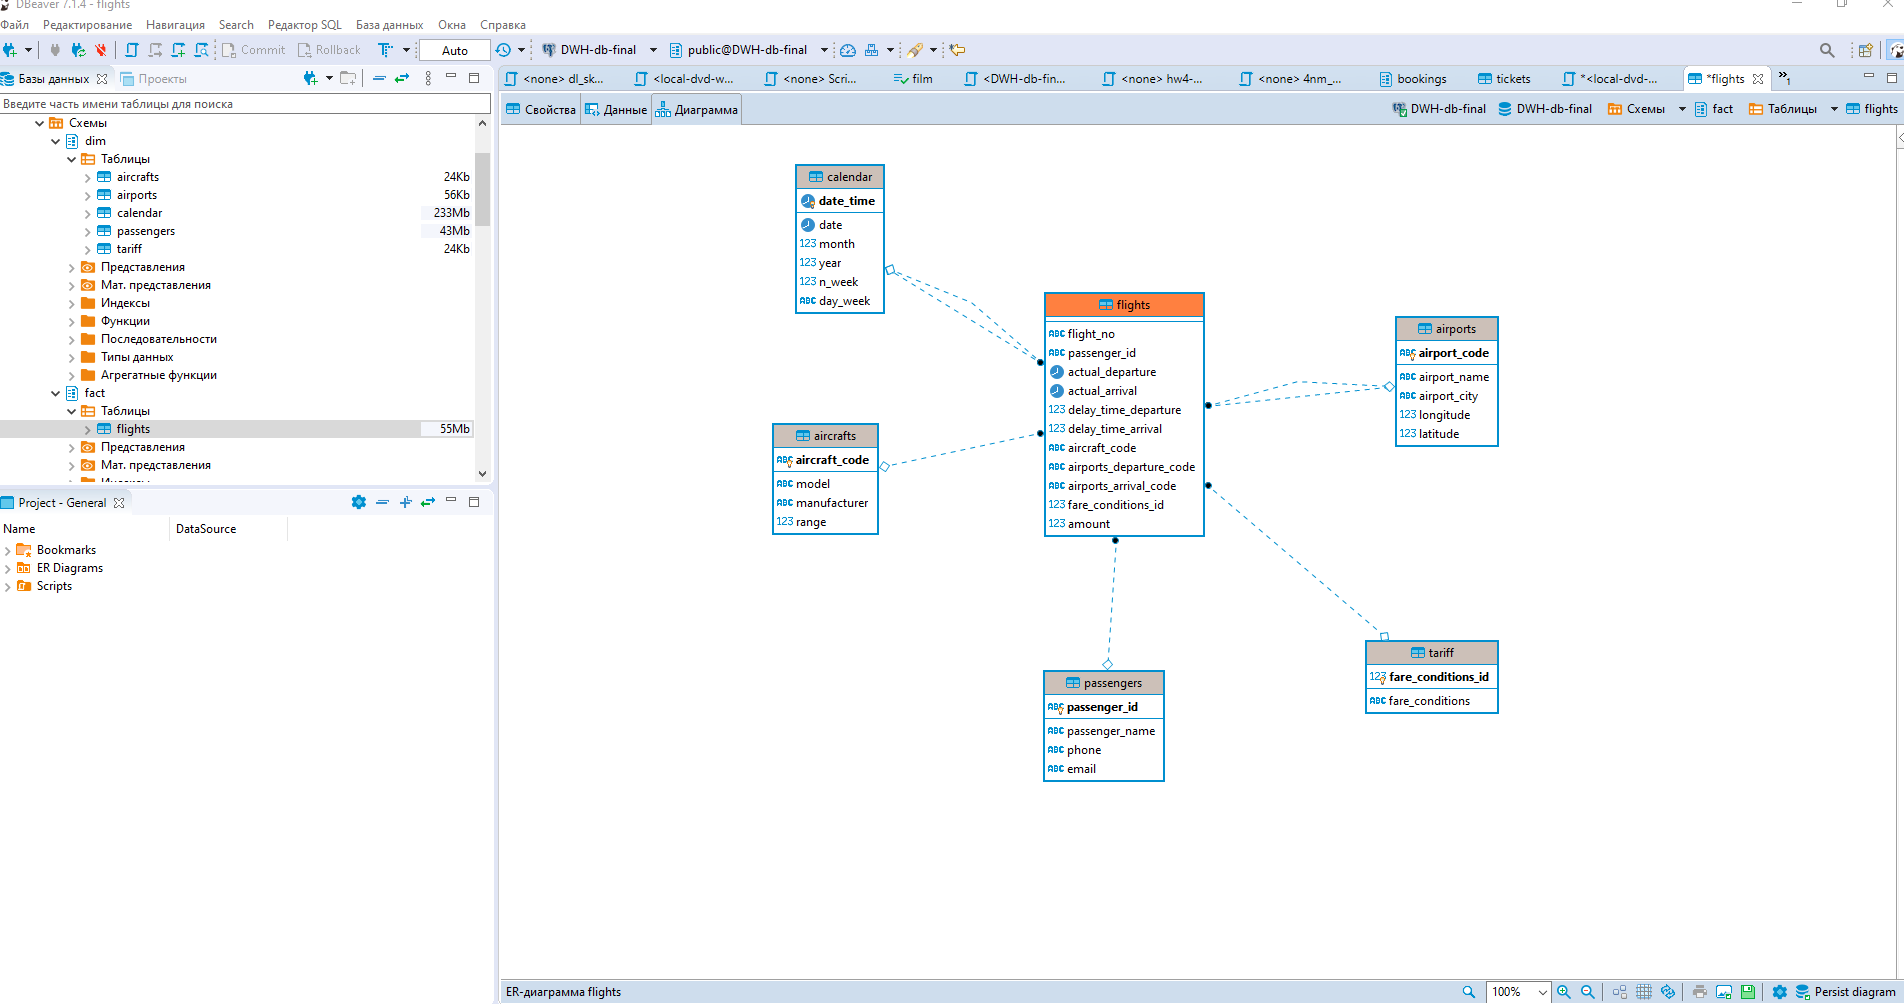 DBeaver 7.1.4 - flights
Файл Редактирование Навигация Search Редактор SQL База данных Окна Справка
Commit Rollback Auto DWH-db-final public@DWH-db-final
Базы данных Проекты
<none> dl_sk... <local-dvd-w... <none> Scri... film <DWH-db-fin... <none> hw4-... <none> 4nm_... bookings tickets *<local-dvd-... *flights »1
Введите часть имени таблицы для поиска
Свойства Данные Диаграмма
DWH-db-final DWH-db-final Схемы fact Таблицы flights
Схемы
dim
Таблицы
aircrafts 24Kb
airports 56Kb
calendar 233Mb
passengers 43Mb
tariff 24Kb
Представления
Мат. представления
Индексы
Функции
Последовательности
Типы данных
Агрегатные функции
fact
Таблицы
flights 55Mb
Представления
Мат. представления
Project - General
Name DataSource
Bookmarks
ER Diagrams
Scripts
calendar
date_time
date
123 month
123 year
123 n_week
ABC day_week
flights
ABC flight_no
ABC passenger_id
actual_departure
actual_arrival
123 delay_time_departure
123 delay_time_arrival
ABC aircraft_code
ABC airports_departure_code
ABC airports_arrival_code
123 fare_conditions_id
123 amount
airports
ABC airport_code
ABC airport_name
ABC airport_city
123 longitude
123 latitude
aircrafts
ABC aircraft_code
ABC model
ABC manufacturer
123 range
passengers
ABC passenger_id
ABC passenger_name
ABC phone
ABC email
tariff
123 fare_conditions_id
ABC fare_conditions
ER-диаграмма flights
100%
Persist diagram